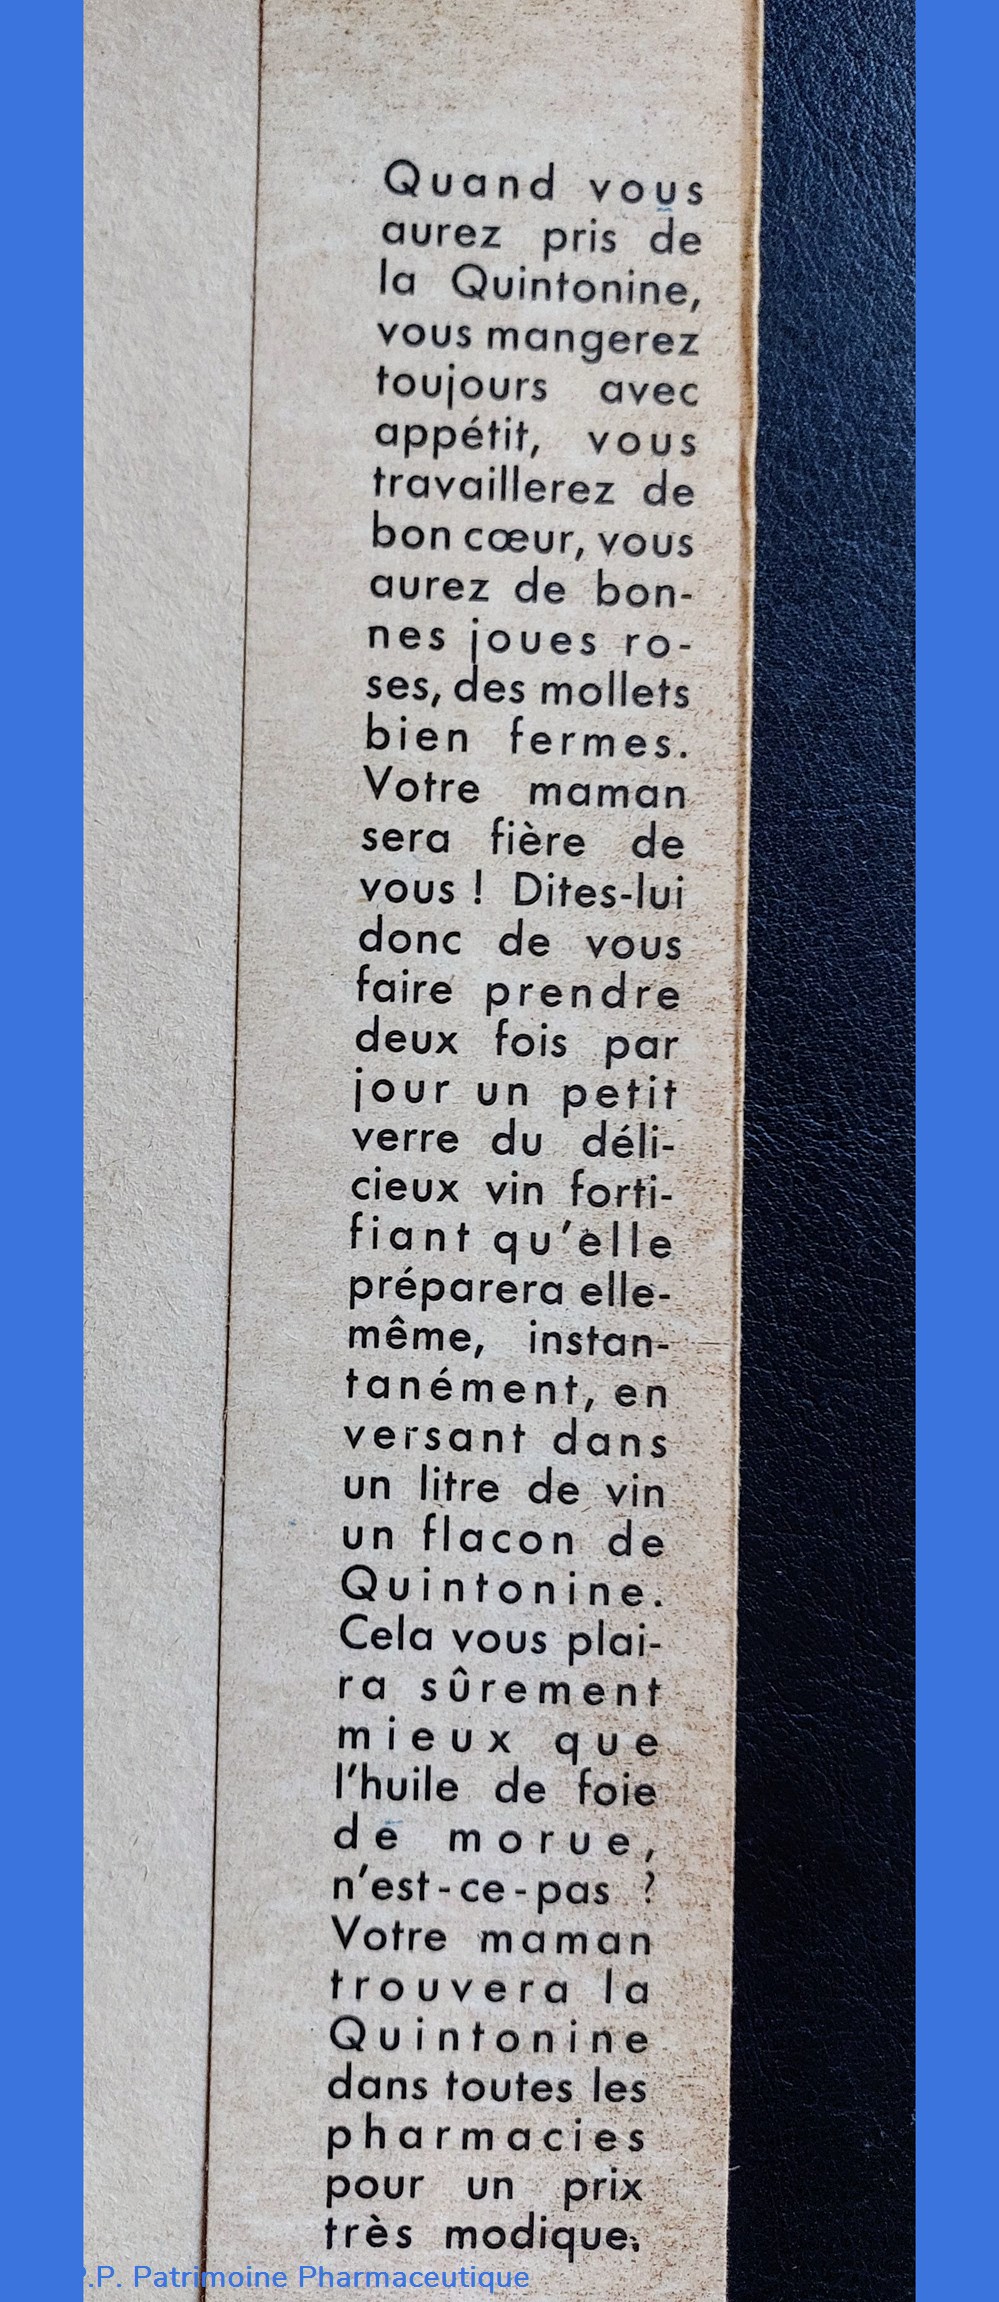 Quand vous
aurez pris de
la Quintonine,
vous mangerez
toujours avec
appétit, vous
travaillerez de
bon cœur, vous
aurez de bon-
nes joues ro-
ses, des mollets
bien fermes.
Votre maman
sera fière de
vous ! Dites-lui
donc de vous
faire prendre
deux fois par
jour un petit
verre du déli-
cieux vin forti-
fiant qu'elle
préparera elle-
même, instan-
tanément, en
versant dans
un litre de vin
un flacon de
Quintonine.
Cela vous plai-
ra sûrement
mieux que
l'huile de foie
de morue,
n'est-ce-pas ?
Votre maman
trouvera la
Quintonine
dans toutes les
pharmacies
pour un prix
très modique.
.P. Patrimoine Pharmaceutique